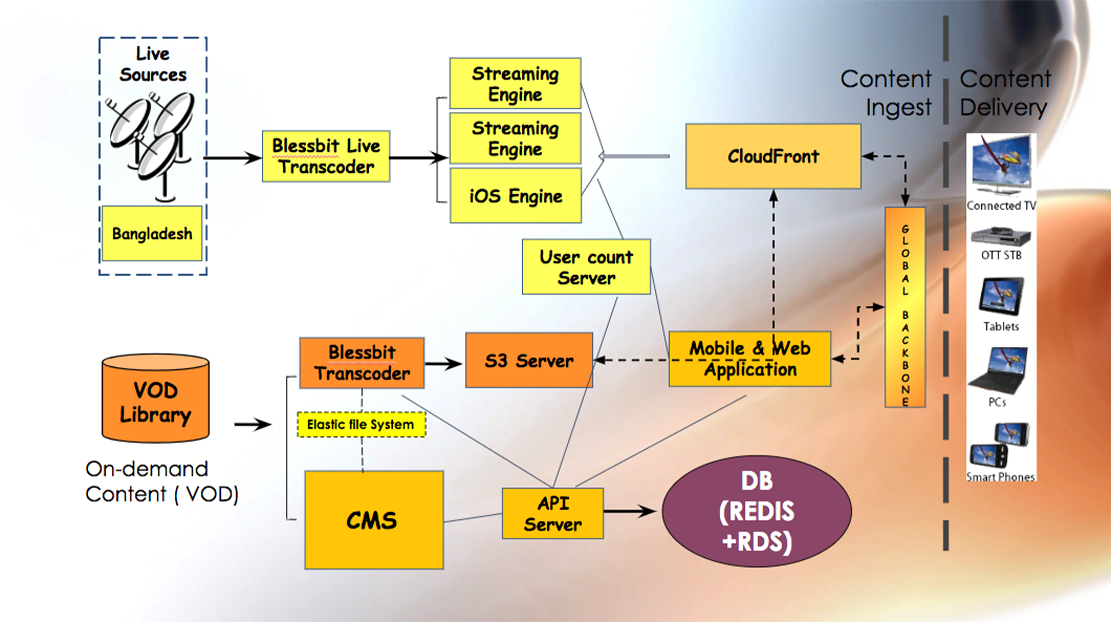 Live
Sources
Bangladesh
Blessbit Live
Transcoder
Streaming
Engine
Streaming
Engine
iOS Engine
User count
Server
CloudFront
Content
Ingest
Content
Delivery
GLOBAL BACKBONE
Connected TV
OTT STB
Tablets
PCs
Smart Phones
VOD
Library
On-demand
Content ( VOD)
Blessbit
Transcoder
Elastic file System
CMS
S3 Server
Mobile & Web
Application
API
Server
DB
(REDIS
+RDS)